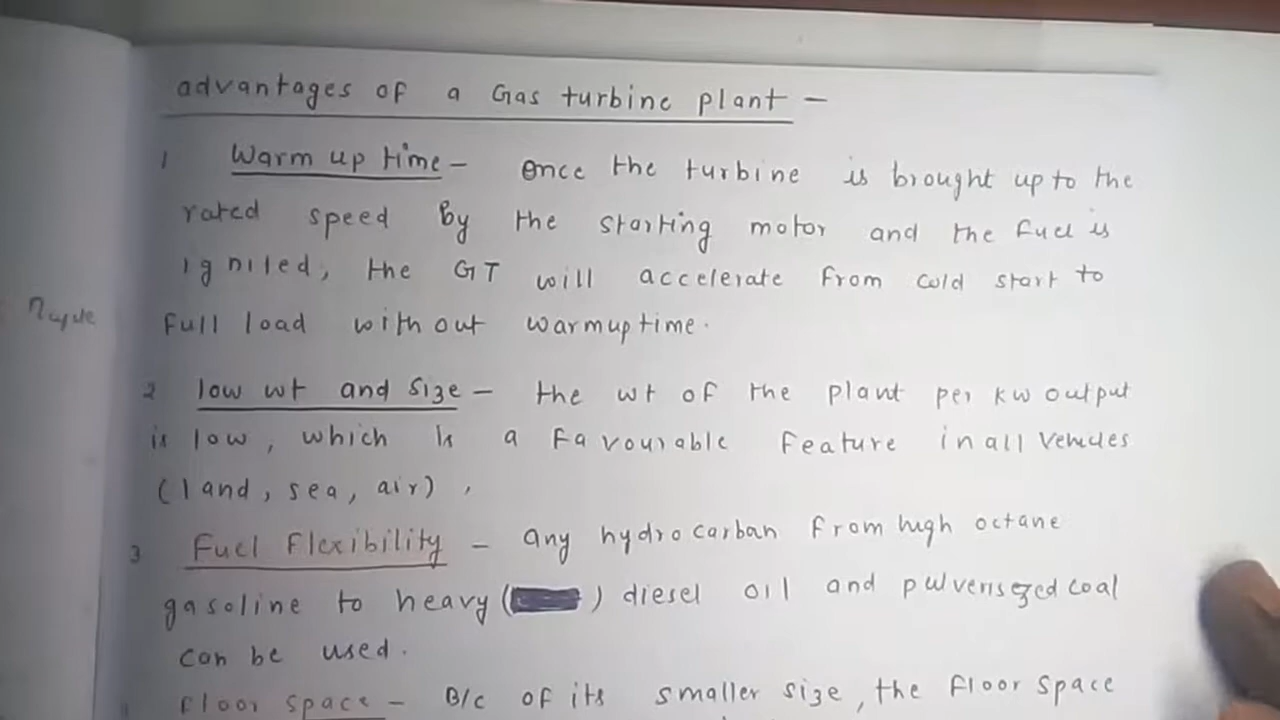 advantages of a Gas turbine plant —
1 Warm up time — Once the turbine is brought up to the
rated speed by the starting motor and the fuel is
igniled, the GT will accelerate from cold start to
full load without warmup time.
ηcycle
2 low wt and size — the wt of the plant per kw output
is low, which is a favourable feature in all vehicles
(land, sea, air),
3 Fuel Flexibility — any hydrocarban from high octane
gasoline to heavy ( ) diesel oil and pulveriszed coal
can be used.
Floor space — B/c of its smaller size, the floor space